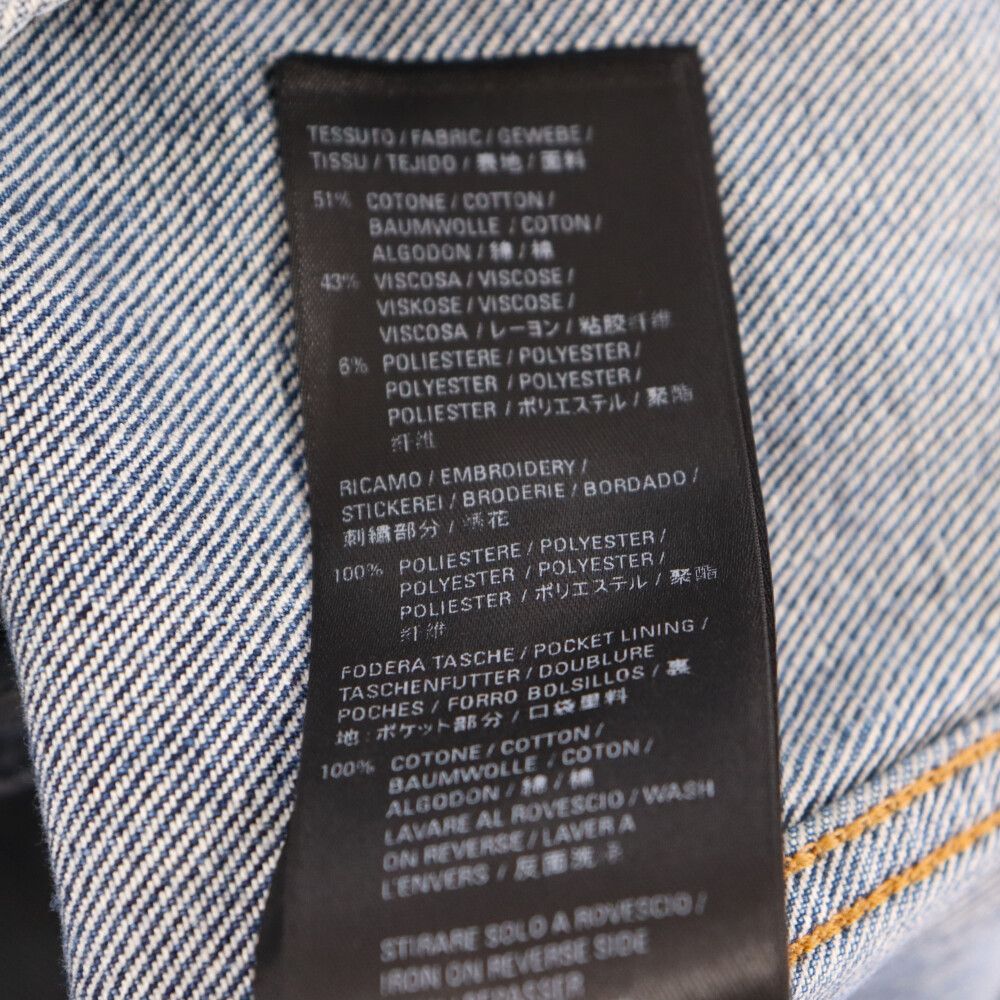 TESSUTO / FABRIC / GEWEBE /
TISSU / TEJIDO / 表地 / 面料
51% COTONE / COTTON /
BAUMWOLLE / COTON /
ALGODON / 綿 / 棉
43% VISCOSA / VISCOSE /
VISKOSE / VISCOSE /
VISCOSA / レーヨン / 粘胶纤维
6% POLIESTERE / POLYESTER /
POLYESTER / POLYESTER /
POLIESTER / ポリエステル / 聚酯
纤维
RICAMO / EMBROIDERY /
STICKEREI / BRODERIE / BORDADO /
刺繍部分 / 绣花
100% POLIESTERE / POLYESTER /
POLYESTER / POLYESTER /
POLIESTER / ポリエステル / 聚酯
纤维
FODERA TASCHE / POCKET LINING /
TASCHENFUTTER / DOUBLURE
POCHES / FORRO BOLSILLOS / 裏
地:ポケット部分 / 口袋里料
100% COTONE / COTTON /
BAUMWOLLE / COTON /
ALGODON / 綿 / 棉
LAVARE AL ROVESCIO / WASH
ON REVERSE / LAVER A
L'ENVERS / 反面洗
STIRARE SOLO A ROVESCIO /
IRON ON REVERSE SIDE
REPASSER